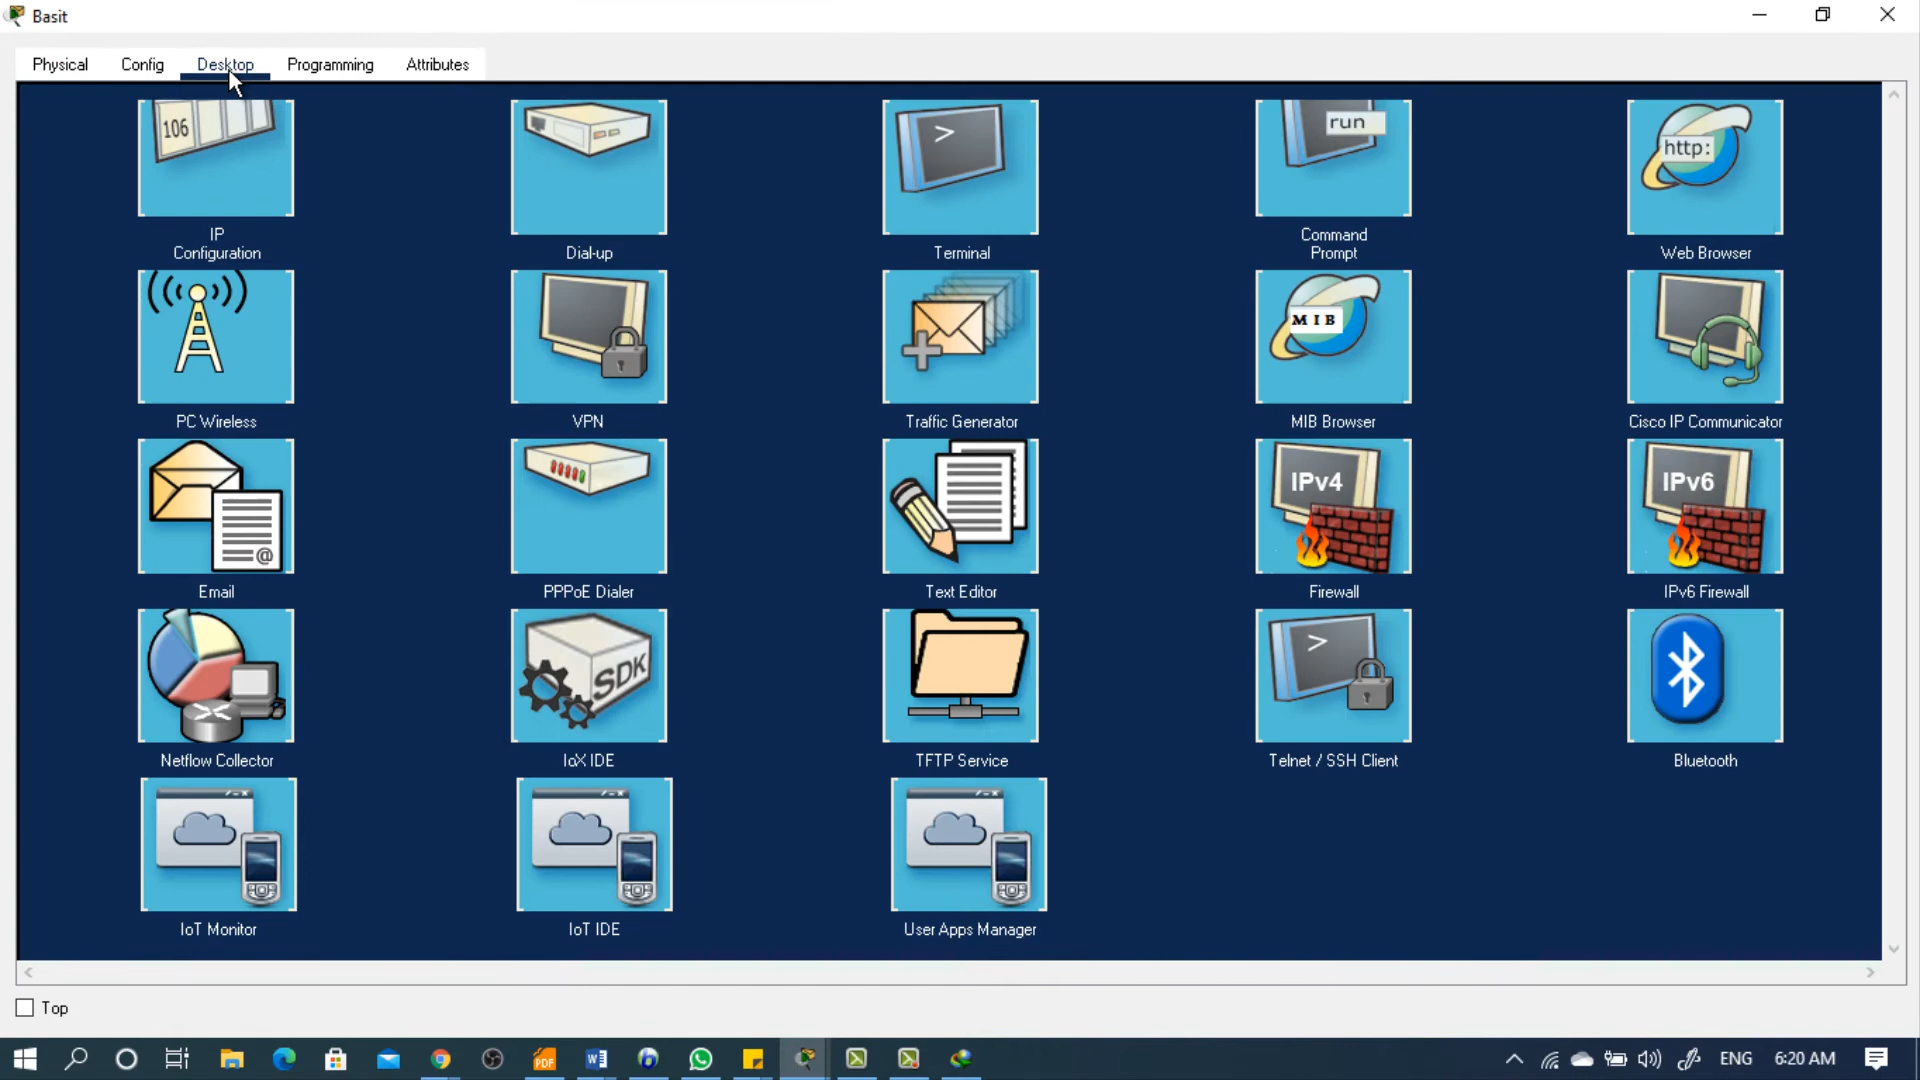 Basit
Physical Config Desktop Programming Attributes
106
>
run
http:
IP
Configuration
Dial-up
Terminal
Command
Prompt
Web Browser
MIB
PC Wireless
VPN
Traffic Generator
MIB Browser
Cisco IP Communicator
@
IPv4
IPv6
Email
PPPoE Dialer
Text Editor
Firewall
IPv6 Firewall
SDK
>
Netflow Collector
IoX IDE
TFTP Service
Telnet / SSH Client
Bluetooth
IoT Monitor
IoT IDE
User Apps Manager
Top
PDF
W
ENG
6:20 AM